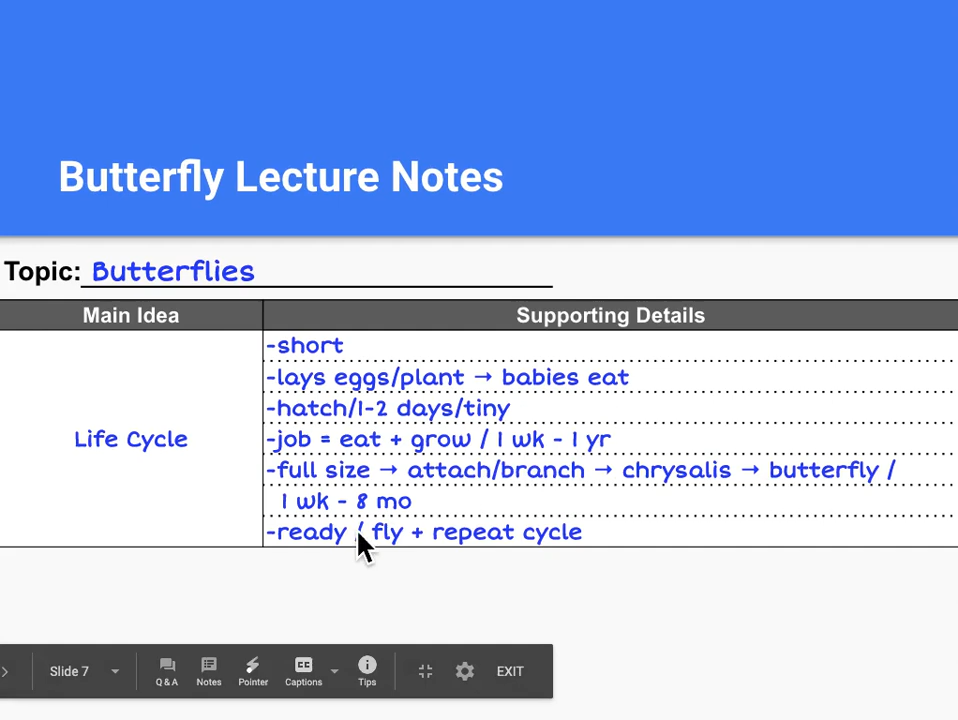 Butterfly Lecture Notes
Topic: Butterflies
Main Idea
Supporting Details
Life Cycle
-short
-lays eggs/plant → babies eat
-hatch/1-2 days/tiny
-job = eat + grow / 1 wk - 1 yr
-full size → attach/branch → chrysalis → butterfly /
1 wk - 8 mo
-ready / fly + repeat cycle
Slide 7
Q & A
Notes
Pointer
CC
Captions
Tips
EXIT